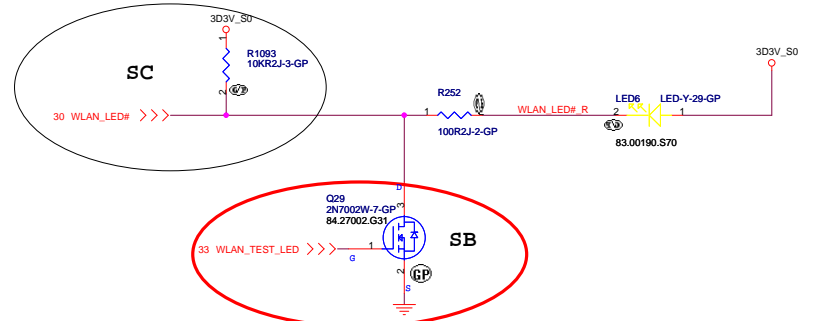 3D3V_S0
1
R1093
10KR2J-3-GP
SC
2
30 WLAN_LED#
1
R252
100R2J-2-GP
WLAN_LED#_R
3D3V_S0
LED6
LED-Y-29-GP
2
1
83.00190.S70
D
Q29
2N7002W-7-GP
84.27002.G31
3
SB
33 WLAN_TEST_LED
1
G
2
GP
S